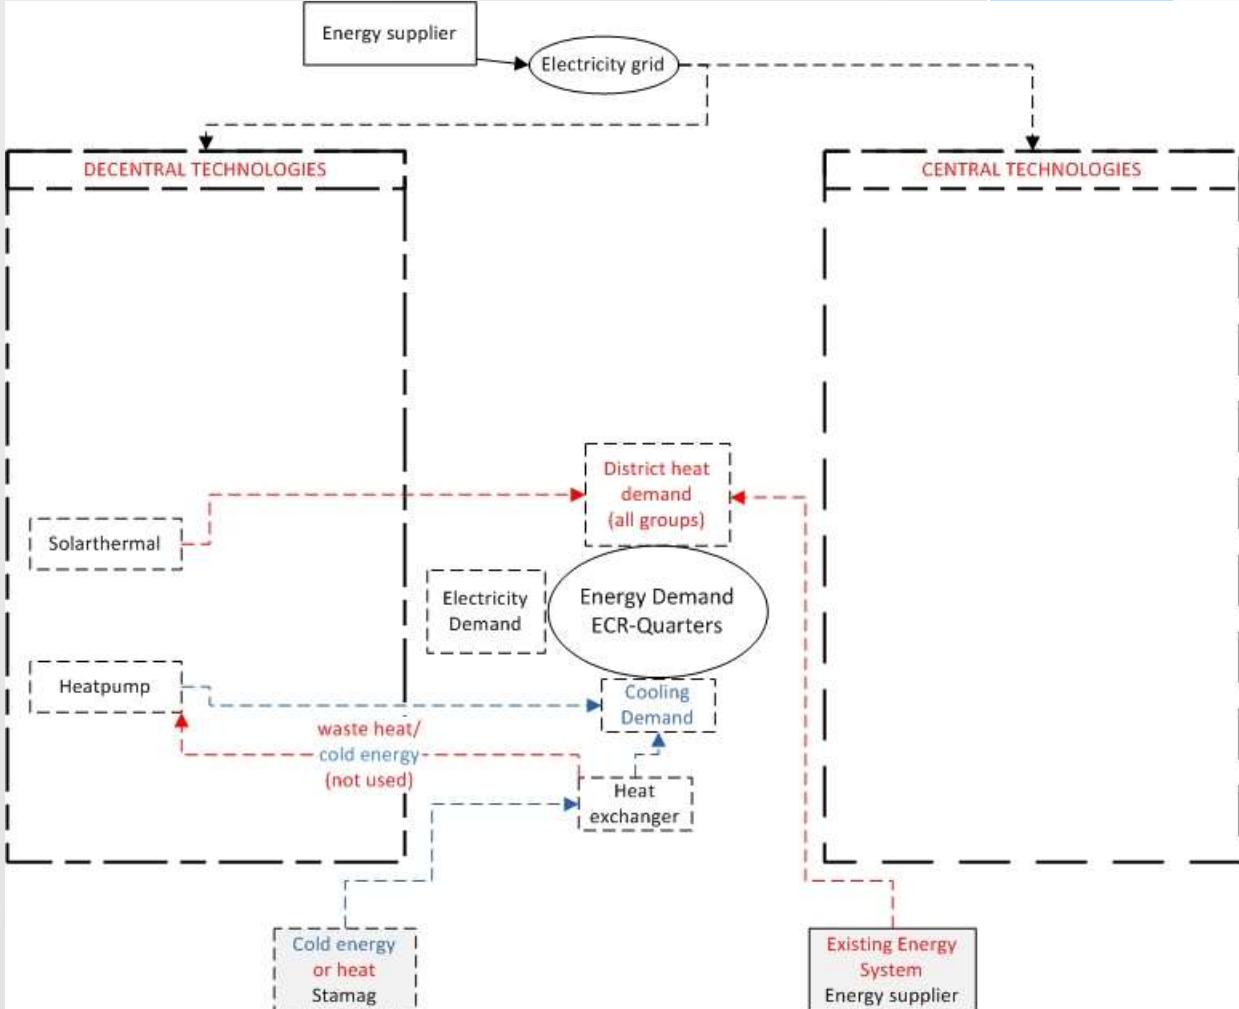 Energy supplier
Electricity grid
DECENTRAL TECHNOLOGIES
CENTRAL TECHNOLOGIES
District heat
demand
(all groups)
Solarthermal
Electricity
Demand
Energy Demand
ECR-Quarters
Heatpump
Cooling
Demand
waste heat/
cold energy
(not used)
Heat
exchanger
Cold energy
or heat
Stamag
Existing Energy
System
Energy supplier